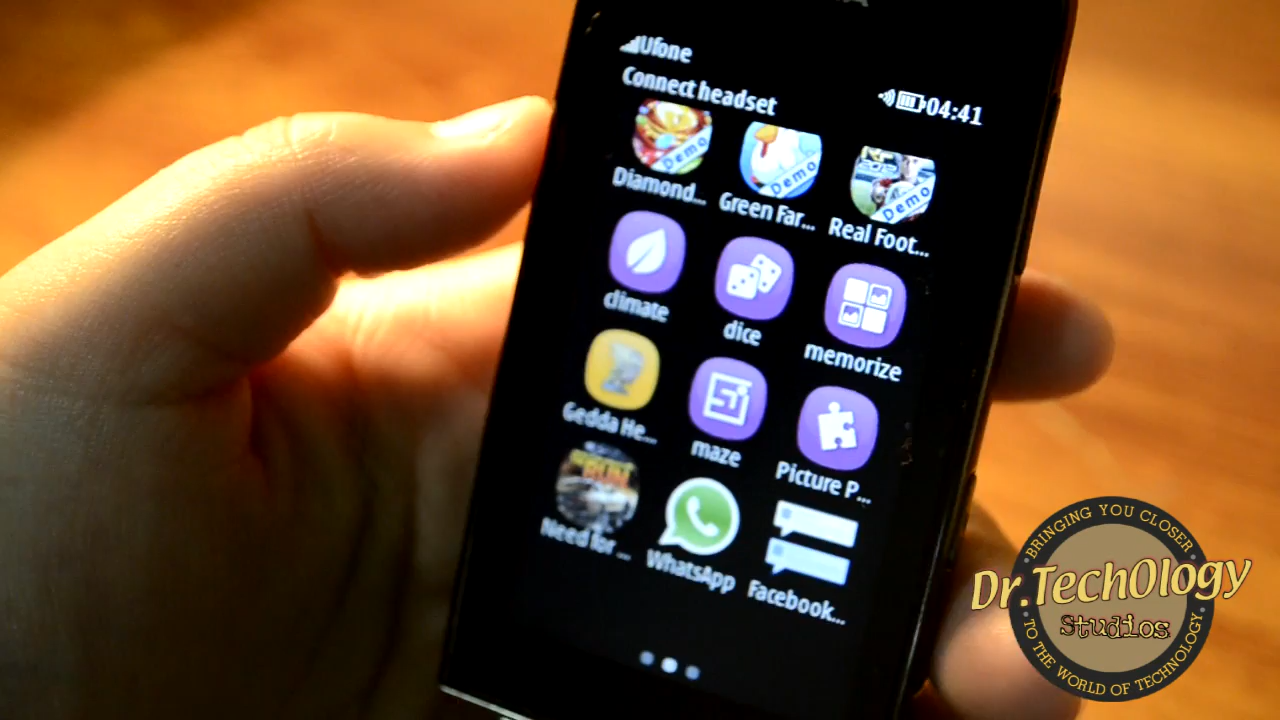 Ufone
Connect headset
04:41
Demo Demo Demo
Diamond... Green Far... Real Foot...
climate dice memorize
Gedda He... maze Picture P...
RUN
Need for ... WhatsApp Facebook...
BRINGING YOU CLOSER
Dr.TechOlogy
Studios
TO THE WORLD OF TECHNOLOGY